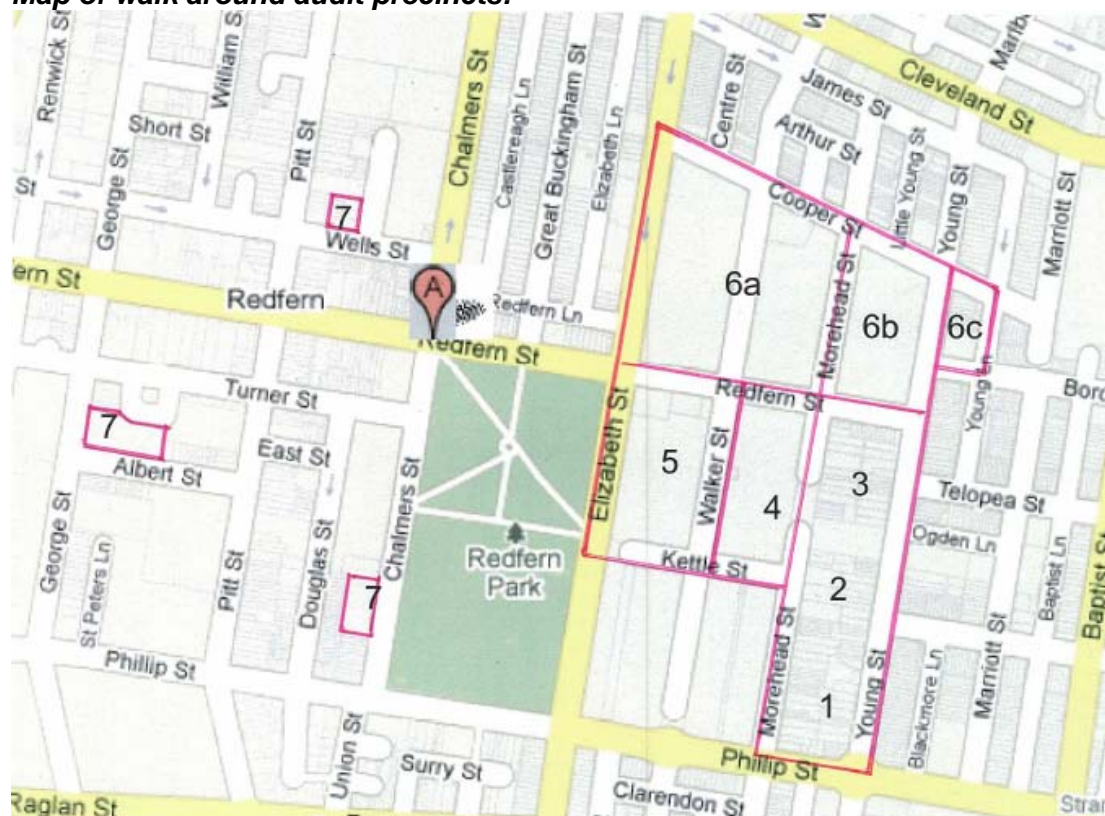 Map of walk around audit precincts.
Renwick St
William St
Short St
Pitt St
George St
St
Chalmers St
Castlereagh Ln
Great Buckingham St
Elizabeth Ln
Centre St
James St
Arthur St
Cleveland St
Little Young St
Young St
Marriott St
Cooper St
7
Wells St
A
Redfern Ln
ern St
Redfern
Redfern St
6a
Morehead St
6b
6c
Young Ln
Turner St
Redfern St
7
Albert St
East St
Chalmers St
Elizabeth St
5
Walker St
4
3
Telopea St
Ogden Ln
Baptist Ln
Baptist St
George St
St Peters Ln
Pitt St
Douglas St
7
Redfern
Park
Kettle St
2
Morehead St
1
Young St
Blackmore Ln
Marriott St
Phillip St
Union St
Surry St
Phillip St
Clarendon St
Raglan St